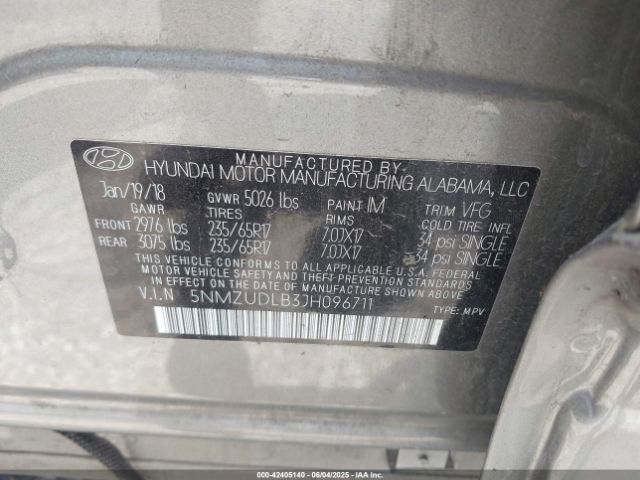 MANUFACTURED BY
HYUNDAI MOTOR MANUFACTURING ALABAMA, LLC
Jan/19/18 GVWR 5026 lbs PAINT IM TRIM VFG
GAWR TIRES RIMS COLD TIRE INFL
FRONT 2976 lbs 235/65R17 7.0JX17 34 psi SINGLE
REAR 3075 lbs 235/65R17 7.0JX17 34 psi SINGLE
THIS VEHICLE CONFORMS TO ALL APPLICABLE U.S.A FEDERAL
MOTOR VEHICLE SAFETY AND THEFT PREVENTION STANDARDS
IN EFFECT ON THE DATE OF MANUFACTURE SHOWN ABOVE.
V.I.N 5NMZUDLB3JH096711
TYPE: MPV
000-42405140 - 06/04/2025 - IAAI.COM